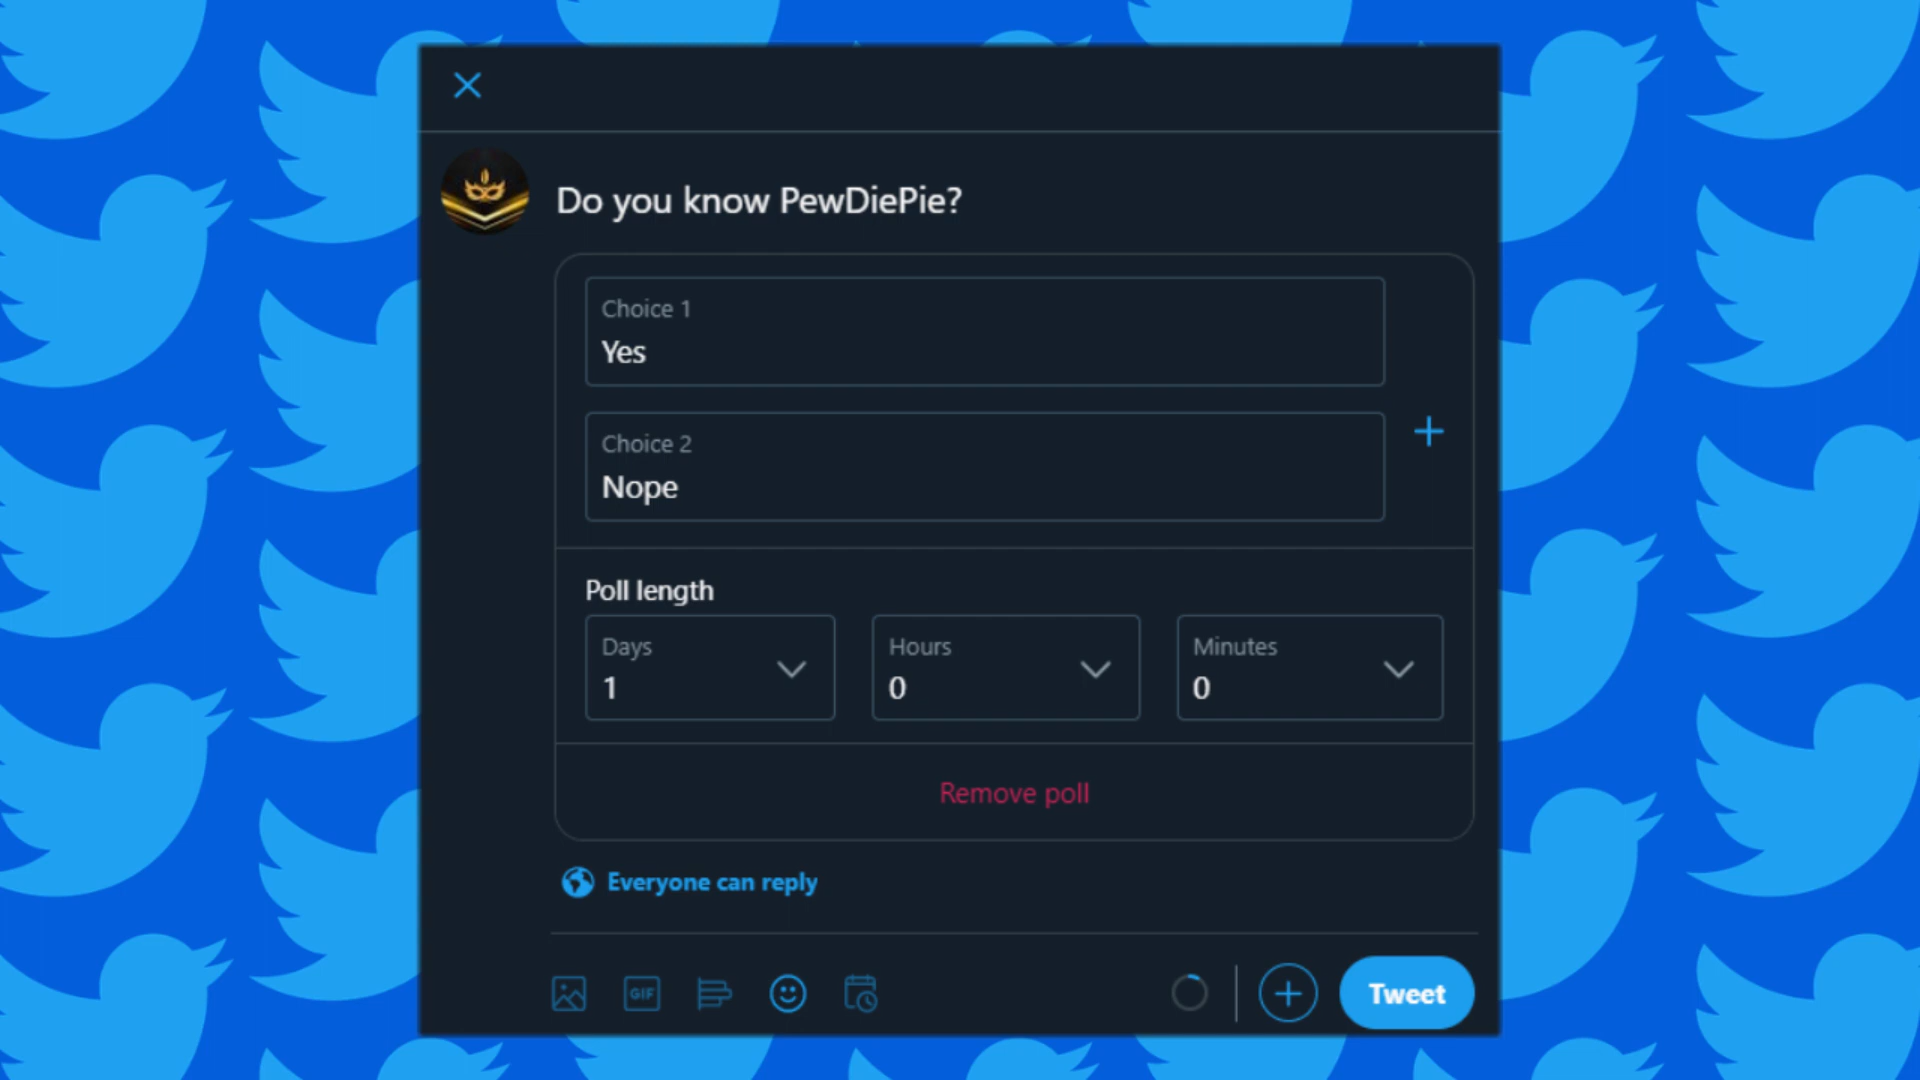 Do you know PewDiePie?
Choice 1
Yes
Choice 2
Nope
Poll length
Days
1
Hours
0
Minutes
0
Remove poll
Everyone can reply
GIF
Tweet